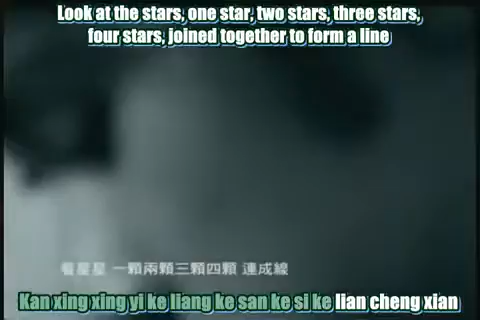 Look at the stars, one star, two stars, three stars,
four stars, joined together to form a line
看星星 一顆兩顆三顆四顆 連成線
Kan xing xing yi ke liang ke san ke si ke lian cheng xian